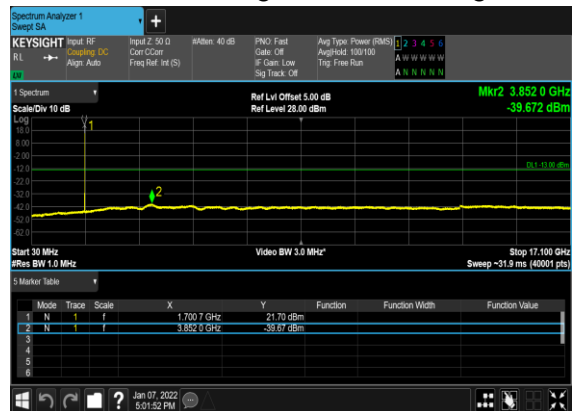 Spectrum Analyzer 1
Swept SA
+
KEYSIGHT Input: RF Input Z: 50 Ω #Atten: 40 dB PNO: Fast Avg Type: Power (RMS) 1 2 3 4 5 6
RL Coupling: DC Corr CCorr Gate: Off Avg|Hold: 100/100 A W W W W W
Align: Auto Freq Ref: Int (S) IF Gain: Low Trig: Free Run
LW Sig Track: Off A N N N N N
1 Spectrum Ref Lvl Offset 5.00 dB Mkr2 3.852 0 GHz
Scale/Div 10 dB Ref Level 28.00 dBm -39.672 dBm
Log
18.0
8.00
-2.00
-12.0
-22.0
-32.0
-42.0
-52.0
-62.0
1
DL1 -13.00 dBm
2
Start 30 MHz Video BW 3.0 MHz* Stop 17.100 GHz
#Res BW 1.0 MHz Sweep ~31.9 ms (40001 pts)
5 Marker Table
Mode Trace Scale X Y Function Function Width Function Value
1 N 1 f 1.700 7 GHz 21.70 dBm
2 N 1 f 3.852 0 GHz -39.67 dBm
3
4
5
6
? Jan 07, 2022
5:01:52 PM